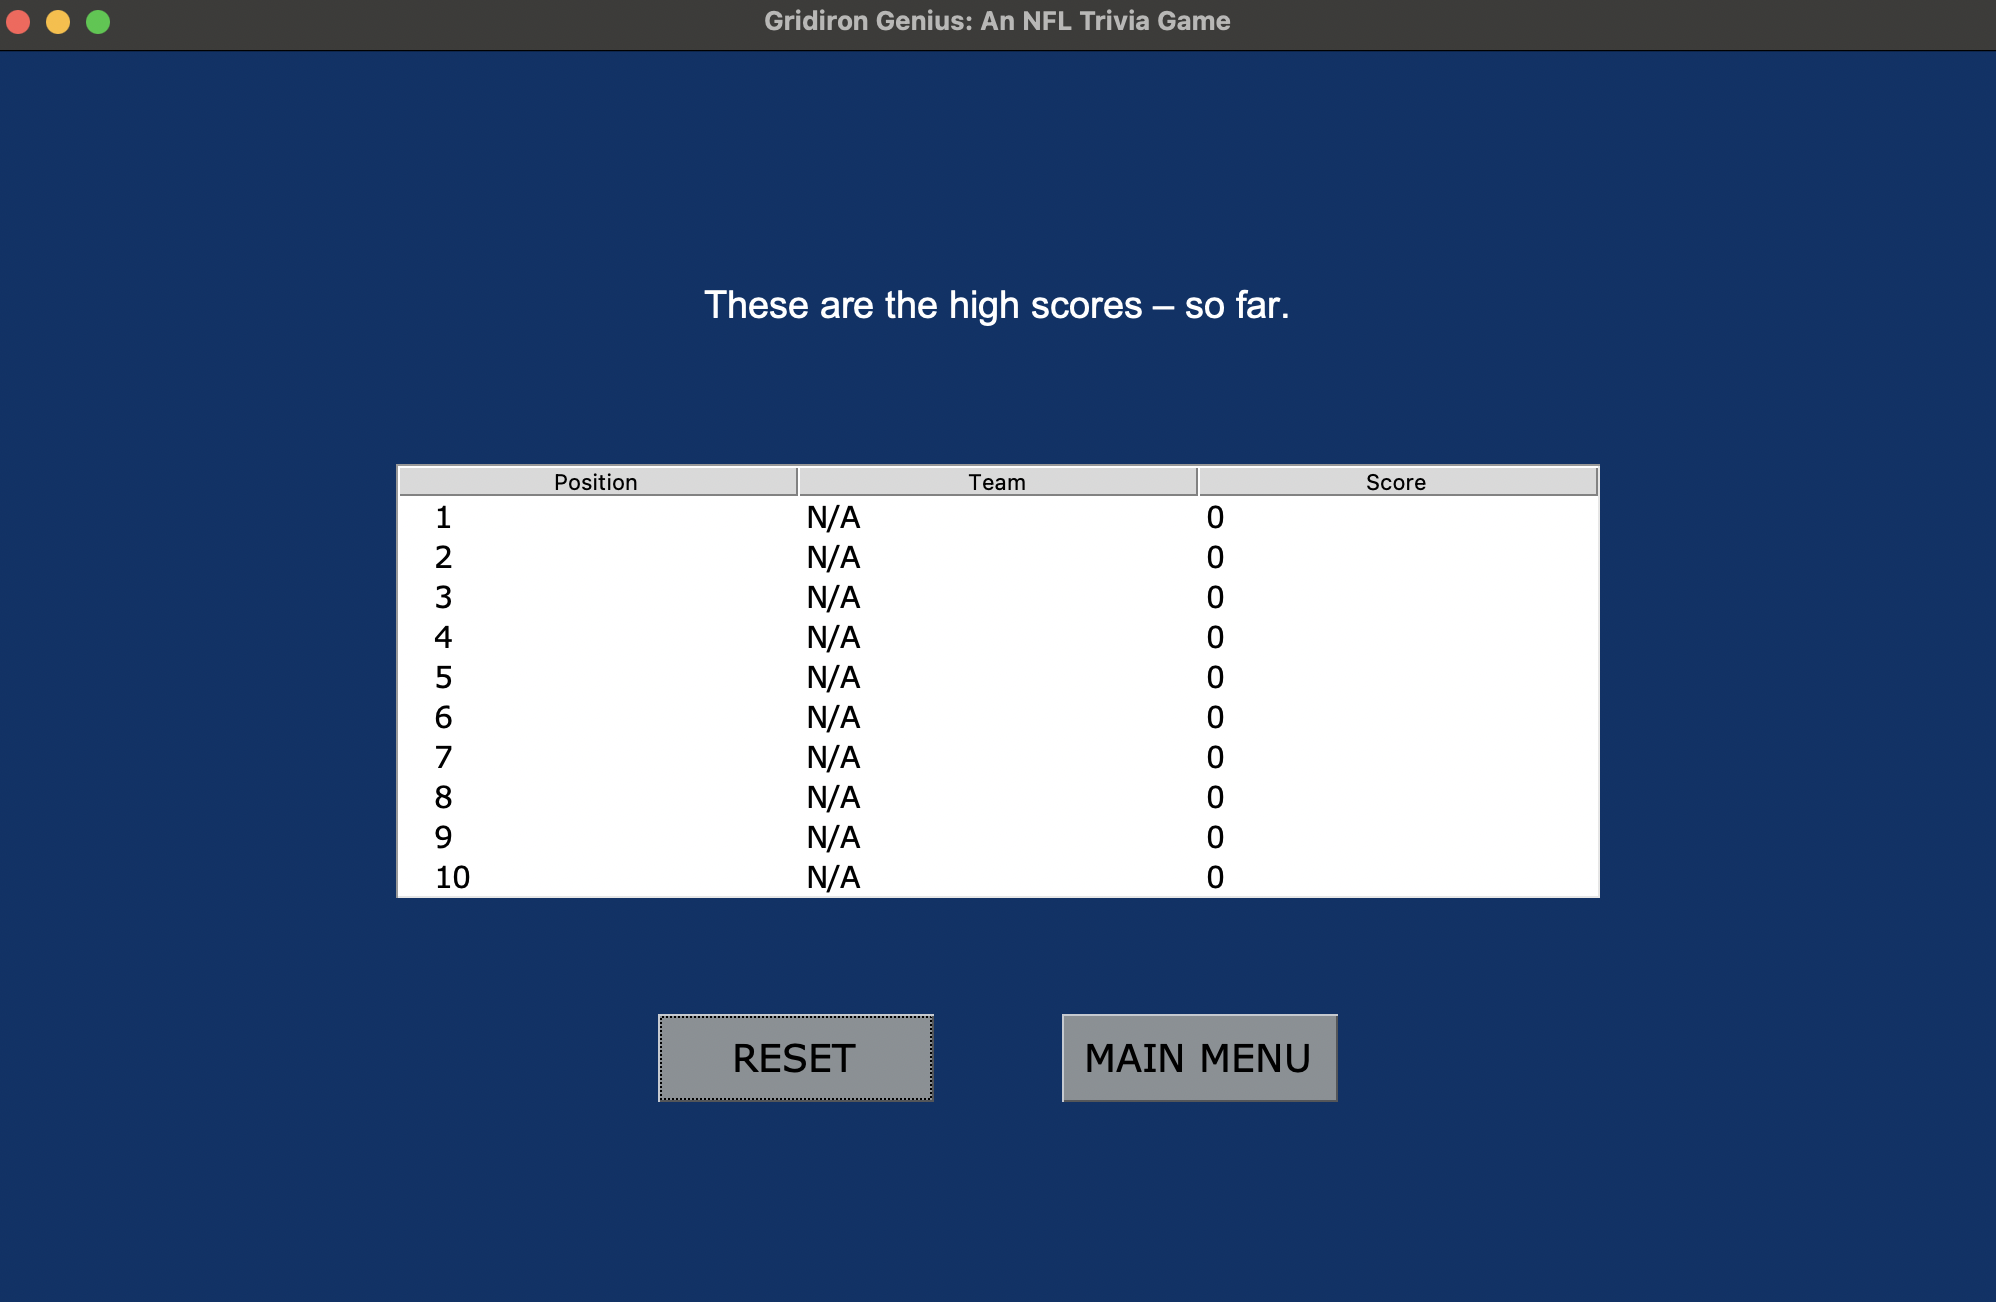 Gridiron Genius: An NFL Trivia Game
These are the high scores – so far.
Position Team Score
1 N/A 0
2 N/A 0
3 N/A 0
4 N/A 0
5 N/A 0
6 N/A 0
7 N/A 0
8 N/A 0
9 N/A 0
10 N/A 0
RESET MAIN MENU